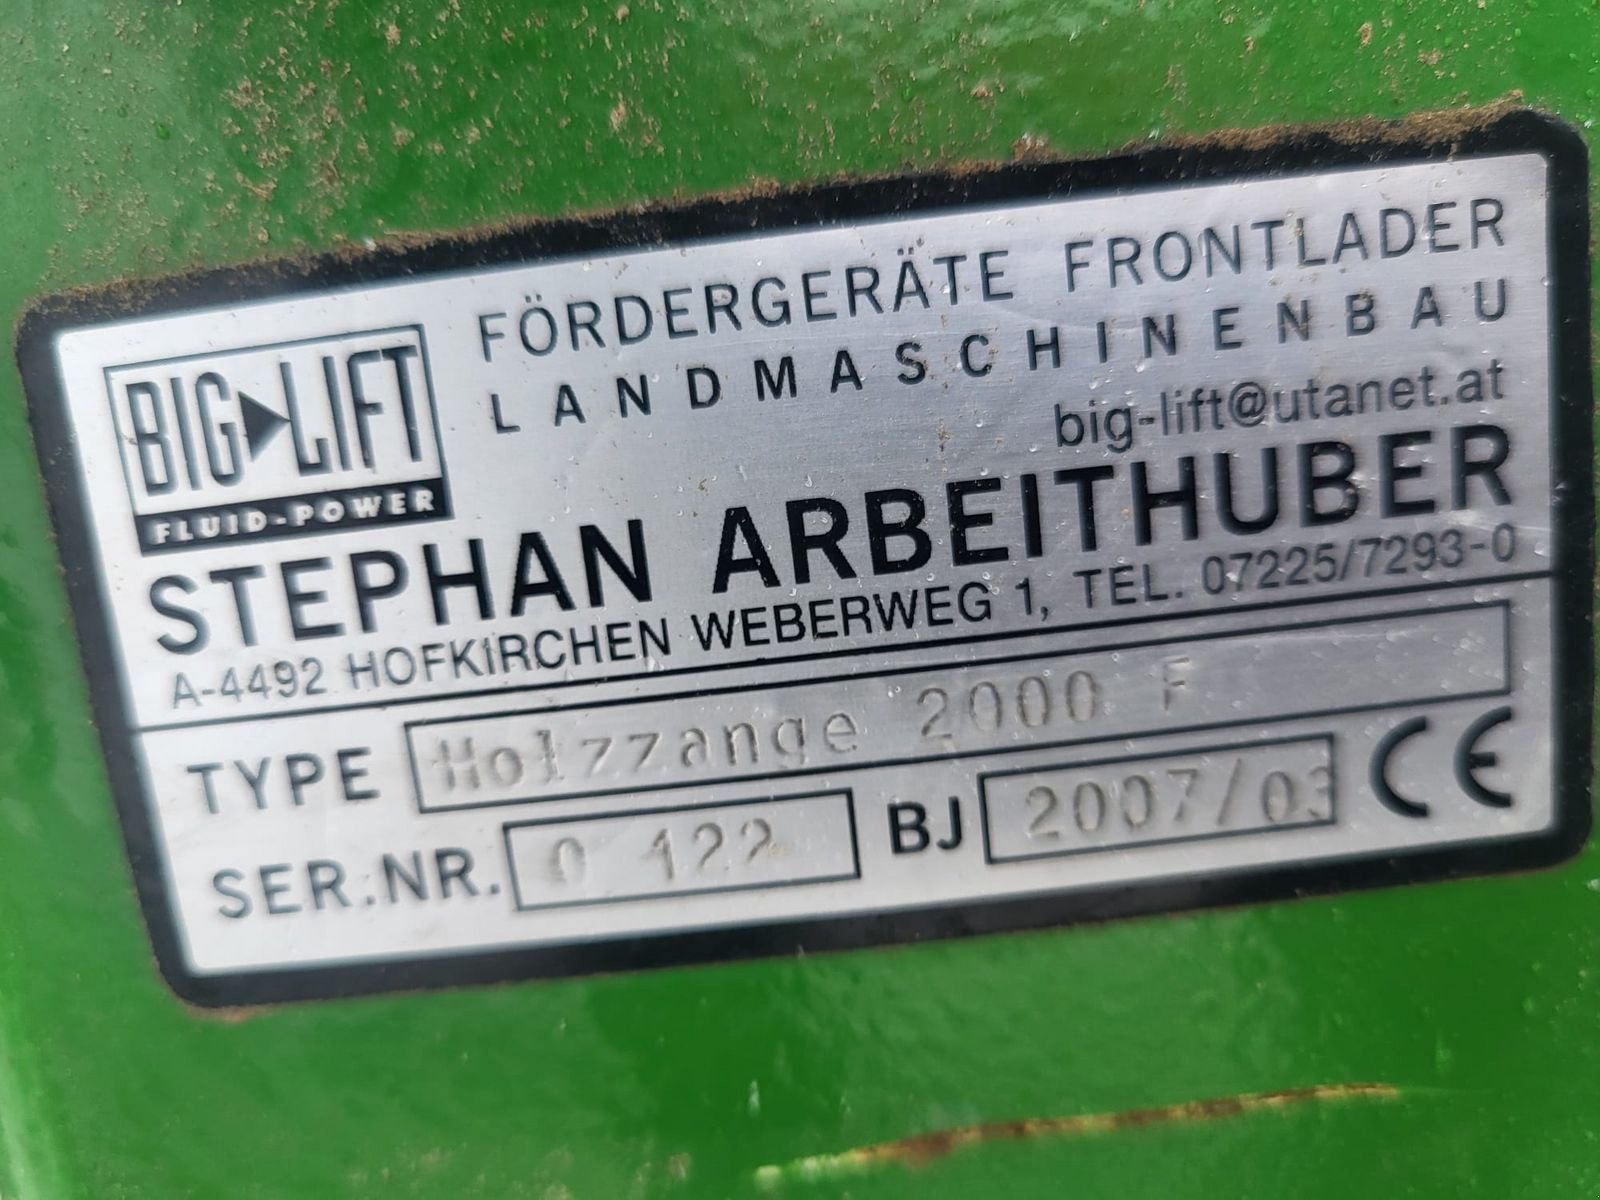 BIG LIFT
FLUID-POWER
FÖRDERGERÄTE FRONTLADER
LANDMASCHINENBAU
big-lift@utanet.at
STEPHAN ARBEITHUBER
A-4492 HOFKIRCHEN WEBERWEG 1, TEL. 07225/7293-0
TYPE Holzzange 2000 F
SER.NR. 0 122
BJ 2007/03 CE